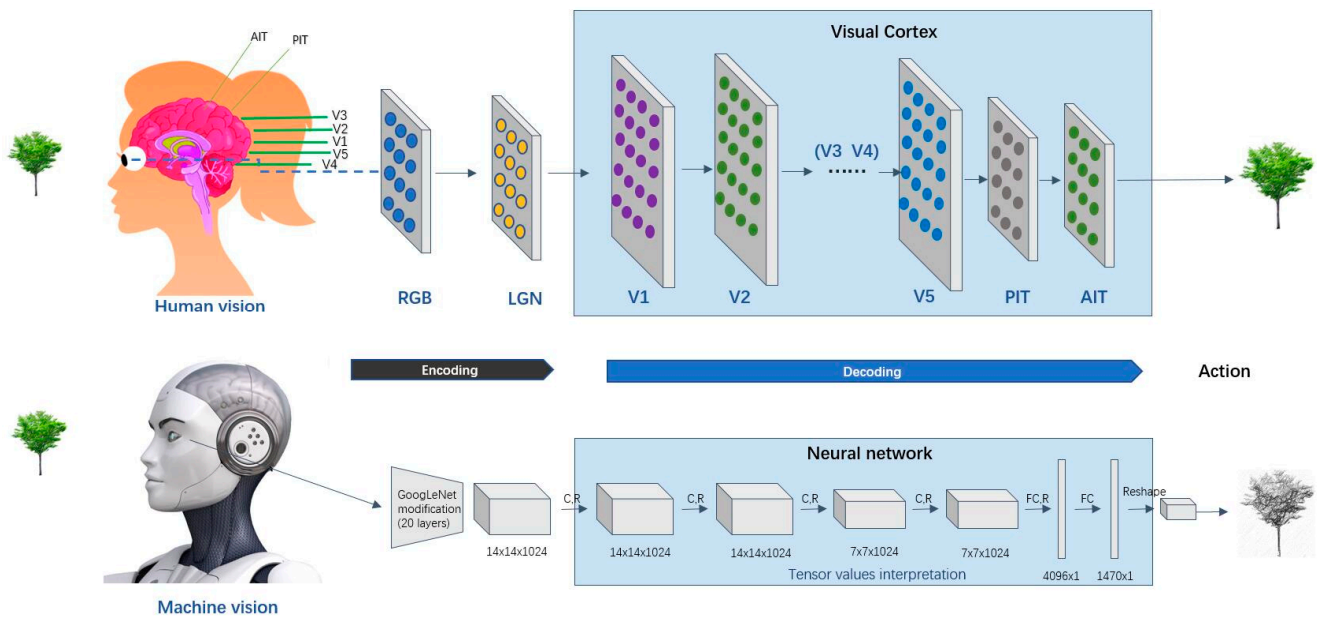 Visual Cortex
AIT
PIT
V3
V2
V1
V5
V4
(V3 V4)
......
Human vision
RGB
LGN
V1
V2
V5
PIT
AIT
Encoding
Decoding
Action
Neural network
GoogLeNet
modification
(20 layers)
C,R
C,R
C,R
C,R
FC,R
FC
Reshape
14x14x1024
14x14x1024
14x14x1024
7x7x1024
7x7x1024
4096x1
1470x1
Tensor values interpretation
Machine vision